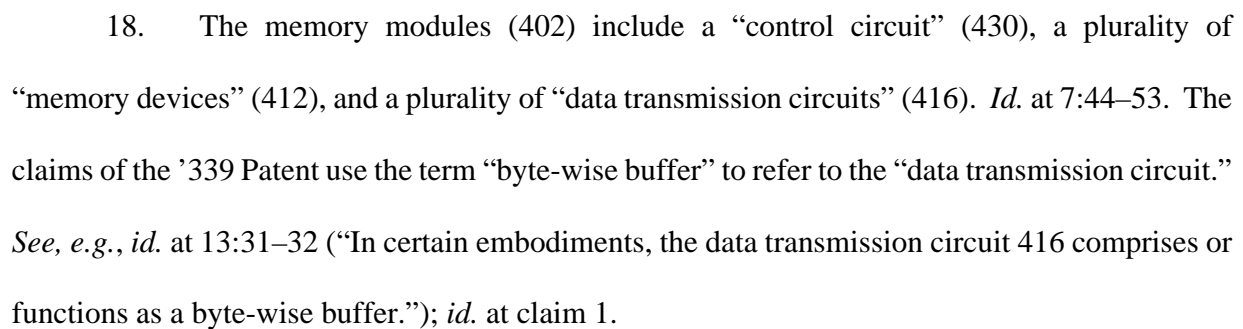 18. The memory modules (402) include a “control circuit” (430), a plurality of
“memory devices” (412), and a plurality of “data transmission circuits” (416). Id. at 7:44–53. The
claims of the ’339 Patent use the term “byte-wise buffer” to refer to the “data transmission circuit.”
See, e.g., id. at 13:31–32 (“In certain embodiments, the data transmission circuit 416 comprises or
functions as a byte-wise buffer.”); id. at claim 1.